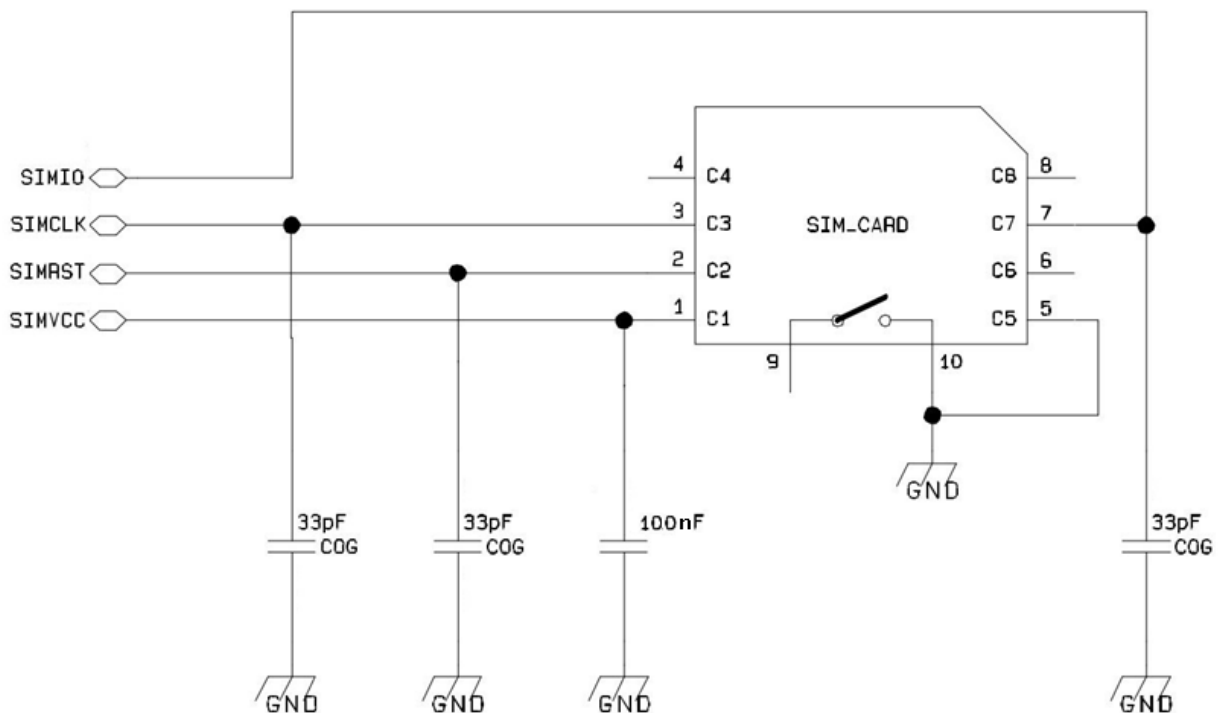 SIMIO
SIMCLK
SIMRST
SIMVCC
4
3
2
1
C4
C3
C2
C1
SIM_CARD
C8
C7
C6
C5
8
7
6
5
9
10
GND
33pF
COG
33pF
COG
100nF
33pF
COG
GND
GND
GND
GND